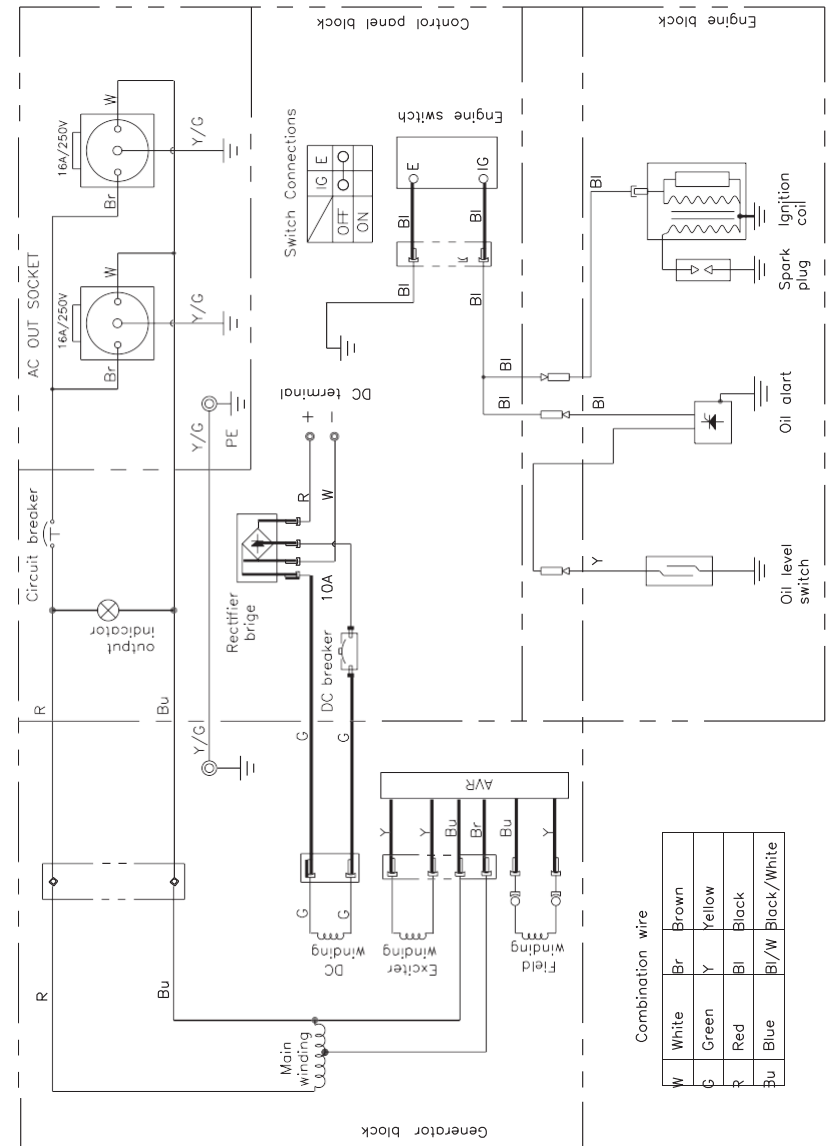 Control panel block
Engine block
AC OUT SOCKET
16A/250V
W
Br
Y/G
16A/250V
W
Br
Y/G
Y/G
PE
Switch Connections
IG
E
OFF
ON
Engine switch
E
IG
Bl
Bl
Bl
Bl
Bl
Bl
Bl
Bl
Ignition
coil
Spark
plug
Oil alart
Oil level
switch
Y
DC terminal
+
−
R
W
Circuit breaker
output
indicator
Rectifier
brige
10A
DC breaker
R
Bu
Y/G
G
G
AVR
Y
Y
Bu
Br
Bu
Y
G
G
DC
winding
Exciter
winding
Field
winding
R
Bu
Main
winding
Generator block
Combination wire
W White Br Brown
G Green Y Yellow
R Red Bl Black
Bu Blue Bl/W Black/White